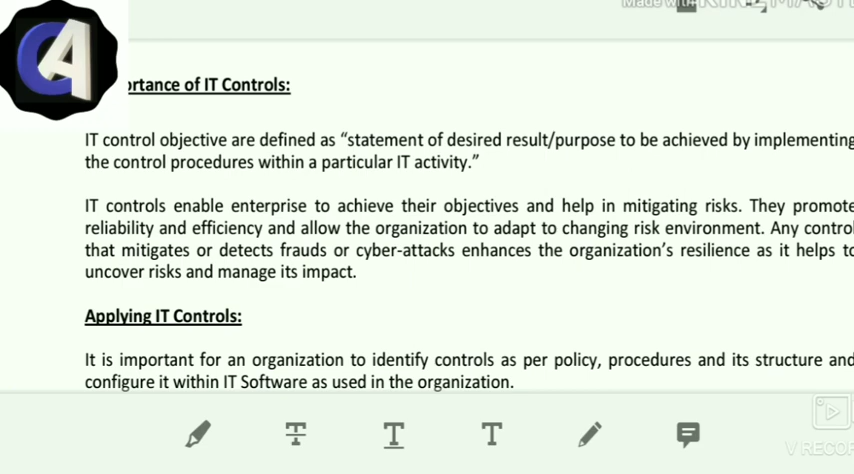 Made with KINEMASTER
CA
ortance of IT Controls:
IT control objective are defined as “statement of desired result/purpose to be achieved by implementing
the control procedures within a particular IT activity.”
IT controls enable enterprise to achieve their objectives and help in mitigating risks. They promote
reliability and efficiency and allow the organization to adapt to changing risk environment. Any control
that mitigates or detects frauds or cyber-attacks enhances the organization’s resilience as it helps to
uncover risks and manage its impact.
Applying IT Controls:
It is important for an organization to identify controls as per policy, procedures and its structure and
configure it within IT Software as used in the organization.
T T T
V RECOR